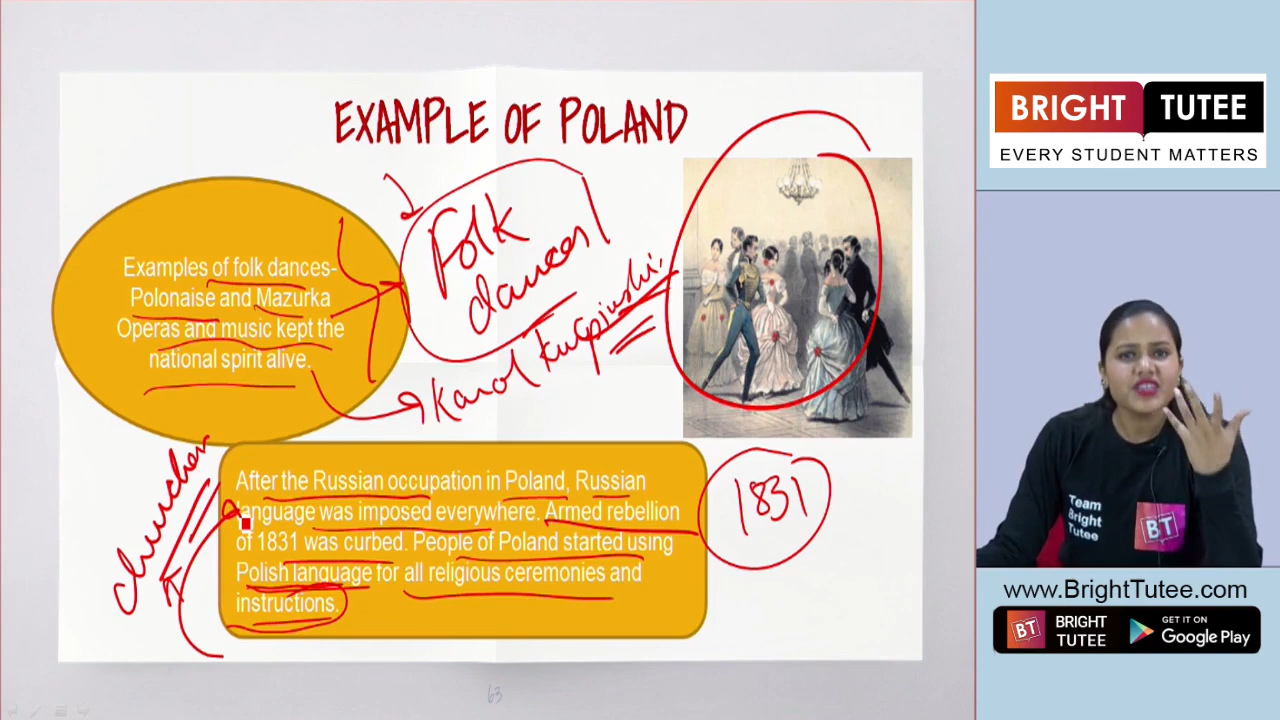 EXAMPLE OF POLAND
Examples of folk dances-
Polonaise and Mazurka
Operas and music kept the
national spirit alive.
Folk
dances
Karol Kurpinski
churches
After the Russian occupation in Poland, Russian
language was imposed everywhere. Armed rebellion
of 1831 was curbed. People of Poland started using
Polish language for all religious ceremonies and
instructions.
1831
63
BRIGHT TUTEE
EVERY STUDENT MATTERS
Team
Bright
Tutee
BT
www.BrightTutee.com
BT
BRIGHT
TUTEE
GET IT ON
Google Play